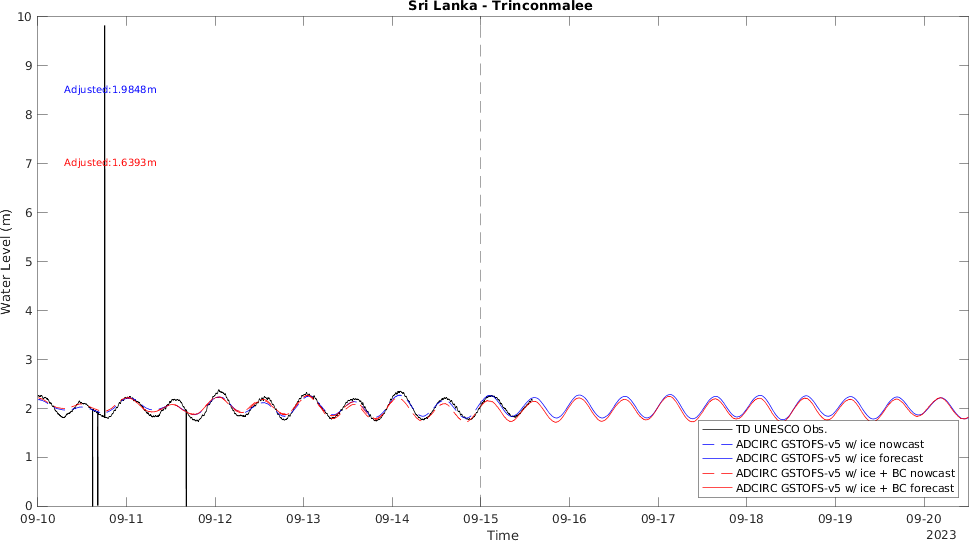 Sri Lanka - Trinconmalee
10
9
8
7
6
5
4
3
2
1
0
Water Level (m)
Adjusted:1.9848m
Adjusted:1.6393m
TD UNESCO Obs.
ADCIRC GSTOFS-v5 w/ ice nowcast
ADCIRC GSTOFS-v5 w/ ice forecast
ADCIRC GSTOFS-v5 w/ ice + BC nowcast
ADCIRC GSTOFS-v5 w/ ice + BC forecast
09-10 09-11 09-12 09-13 09-14 09-15 09-16 09-17 09-18 09-19 09-20
Time
2023